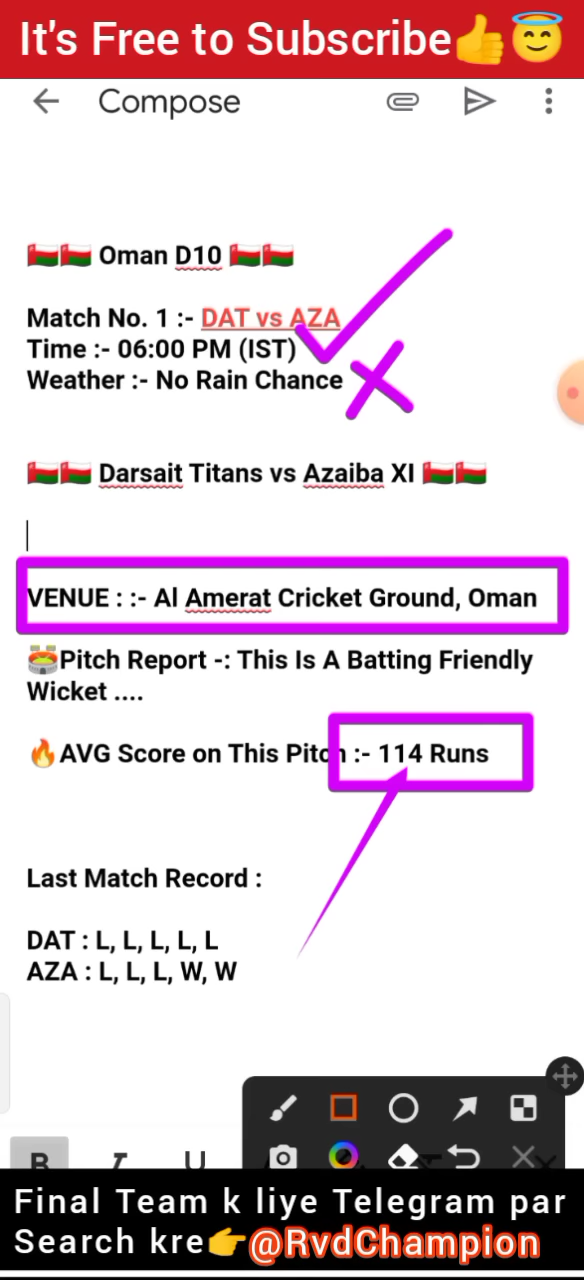 It's Free to Subscribe👍😇
Compose
🇴🇲🇴🇲 Oman D10 🇴🇲🇴🇲
Match No. 1 :- DAT vs AZA
Time :- 06:00 PM (IST)
Weather :- No Rain Chance
🇴🇲🇴🇲 Darsait Titans vs Azaiba XI 🇴🇲🇴🇲
VENUE : :- Al Amerat Cricket Ground, Oman
🏟️Pitch Report -: This Is A Batting Friendly
Wicket ....
🔥AVG Score on This Pitch :- 114 Runs
Last Match Record :
DAT : L, L, L, L, L
AZA : L, L, L, W, W
B I U
Final Team k liye Telegram par
Search kre👉@RvdChampion